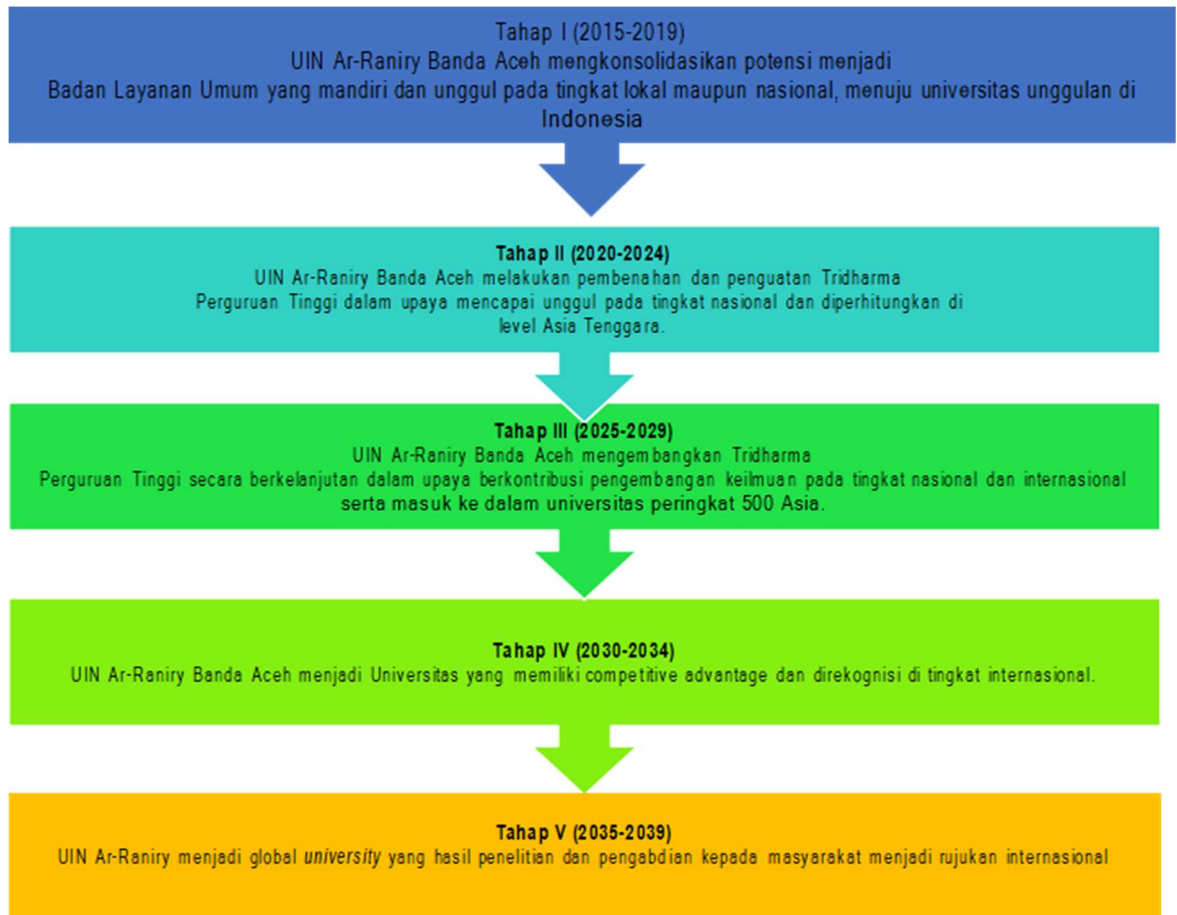 Tahap I (2015-2019)
UIN Ar-Raniry Banda Aceh mengkonsolidasikan potensi menjadi
Badan Layanan Umum yang mandiri dan unggul pada tingkat lokal maupun nasional, menuju universitas unggulan di
Indonesia
Tahap II (2020-2024)
UIN Ar-Raniry Banda Aceh melakukan pembenahan dan penguatan Tridharma
Perguruan Tinggi dalam upaya mencapai unggul pada tingkat nasional dan diperhitungkan di
level Asia Tenggara.
Tahap III (2025-2029)
UIN Ar-Raniry Banda Aceh mengembangkan Tridharma
Perguruan Tinggi secara berkelanjutan dalam upaya berkontribusi pengembangan keilmuan pada tingkat nasional dan internasional
serta masuk ke dalam universitas peringkat 500 Asia.
Tahap IV (2030-2034)
UIN Ar-Raniry Banda Aceh menjadi Universitas yang memiliki competitive advantage dan direkognisi di tingkat internasional.
Tahap V (2035-2039)
UIN Ar-Raniry menjadi global university yang hasil penelitian dan pengabdian kepada masyarakat menjadi rujukan internasional